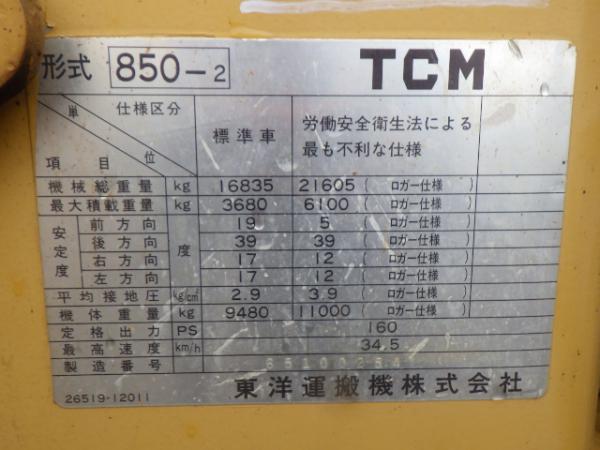 形式 850-2 TCM
単位 仕様区分 項目 標準車 労働安全衛生法による
最も不利な仕様
機械総重量 kg 16835 21605 ( ロガー仕様 )
最大積載重量 kg 3680 6100 ( ロガー仕様 )
安定度 前方向 度 19 5 ( ロガー仕様 )
後方向 39 39 ( ロガー仕様 )
右方向 17 12 ( ロガー仕様 )
左方向 17 12 ( ロガー仕様 )
平均接地圧 kg/cm² 2.9 3.9 ( ロガー仕様 )
機体重量 kg 9480 11000 ( ロガー仕様 )
定格出力 PS 160
最高速度 km/h 34.5
製造番号
26519-12011 東洋運搬機株式会社